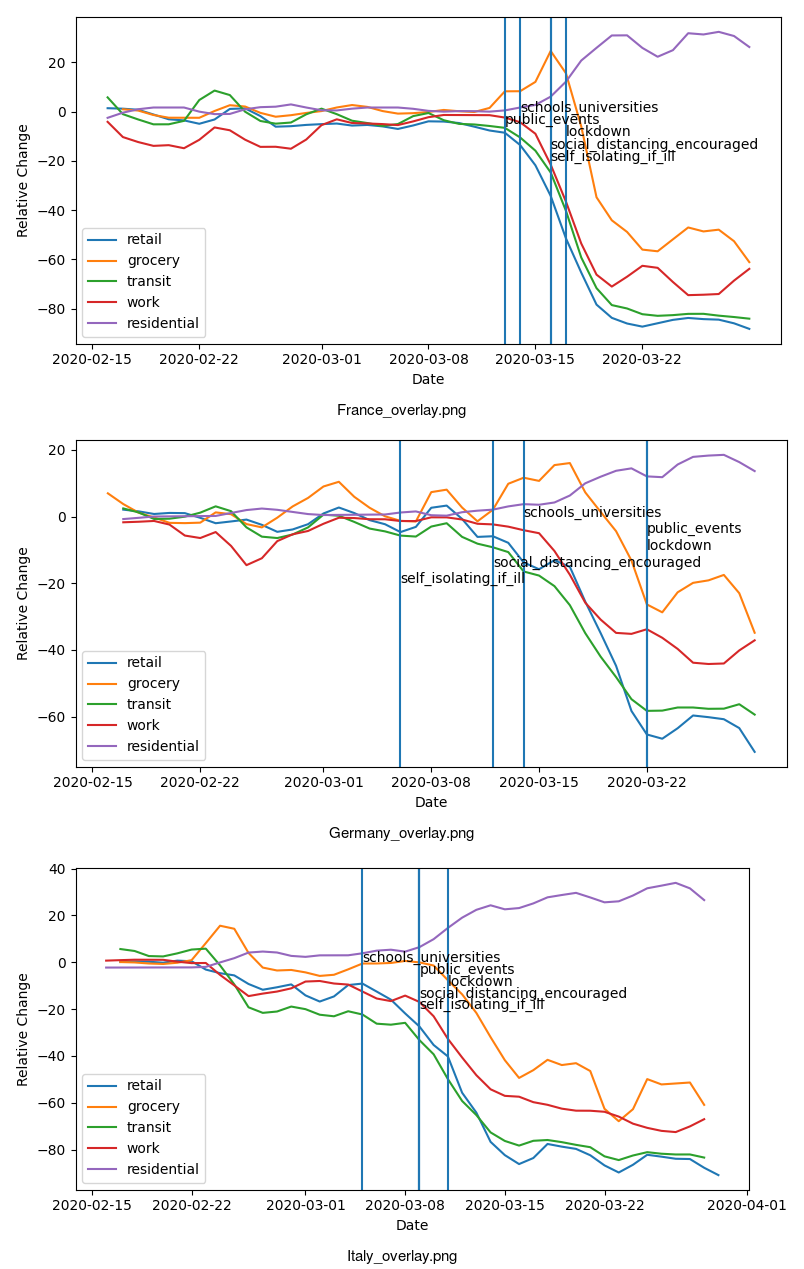 20
schools_universities
0
public_events
lockdown
social_distancing_encouraged
−20
self_isolating_if_ill
Relative Change
−40
−60
−80
retail
grocery
transit
work
residential
2020-02-15 2020-02-22 2020-03-01 2020-03-08 2020-03-15 2020-03-22
Date
France_overlay.png
20
0
schools_universities
public_events
lockdown
social_distancing_encouraged
−20
self_isolating_if_ill
Relative Change
−40
−60
retail
grocery
transit
work
residential
2020-02-15 2020-02-22 2020-03-01 2020-03-08 2020-03-15 2020-03-22
Date
Germany_overlay.png
40
20
schools_universities
0
public_events
lockdown
social_distancing_encouraged
self_isolating_if_ill
−20
Relative Change
−40
−60
−80
retail
grocery
transit
work
residential
2020-02-15 2020-02-22 2020-03-01 2020-03-08 2020-03-15 2020-03-22 2020-04-01
Date
Italy_overlay.png